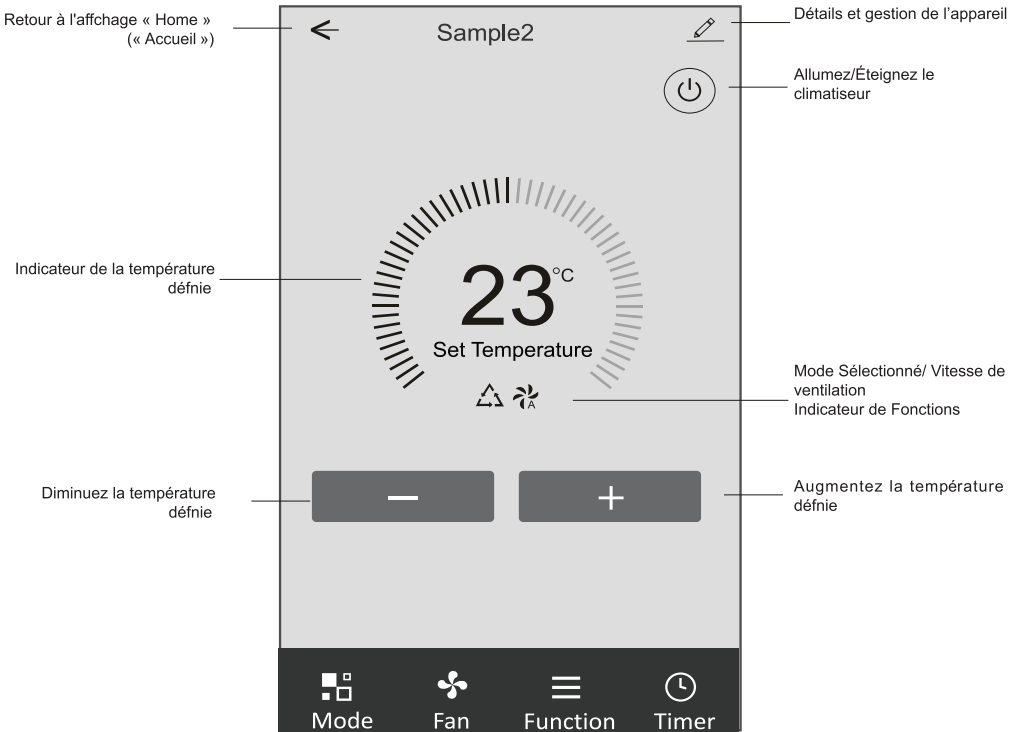 Retour à l'affchage « Home »
(« Accueil »)
Sample2
Détails et gestion de l'appareil
Allumez/Éteignez le
climatiseur
Indicateur de la température
défnie
23°C
Set Temperature
A
Mode Sélectionné/ Vitesse de
ventilation
Indicateur de Fonctions
Diminuez la température
défnie
−
+
Augmentez la température
défnie
Mode Fan Function Timer